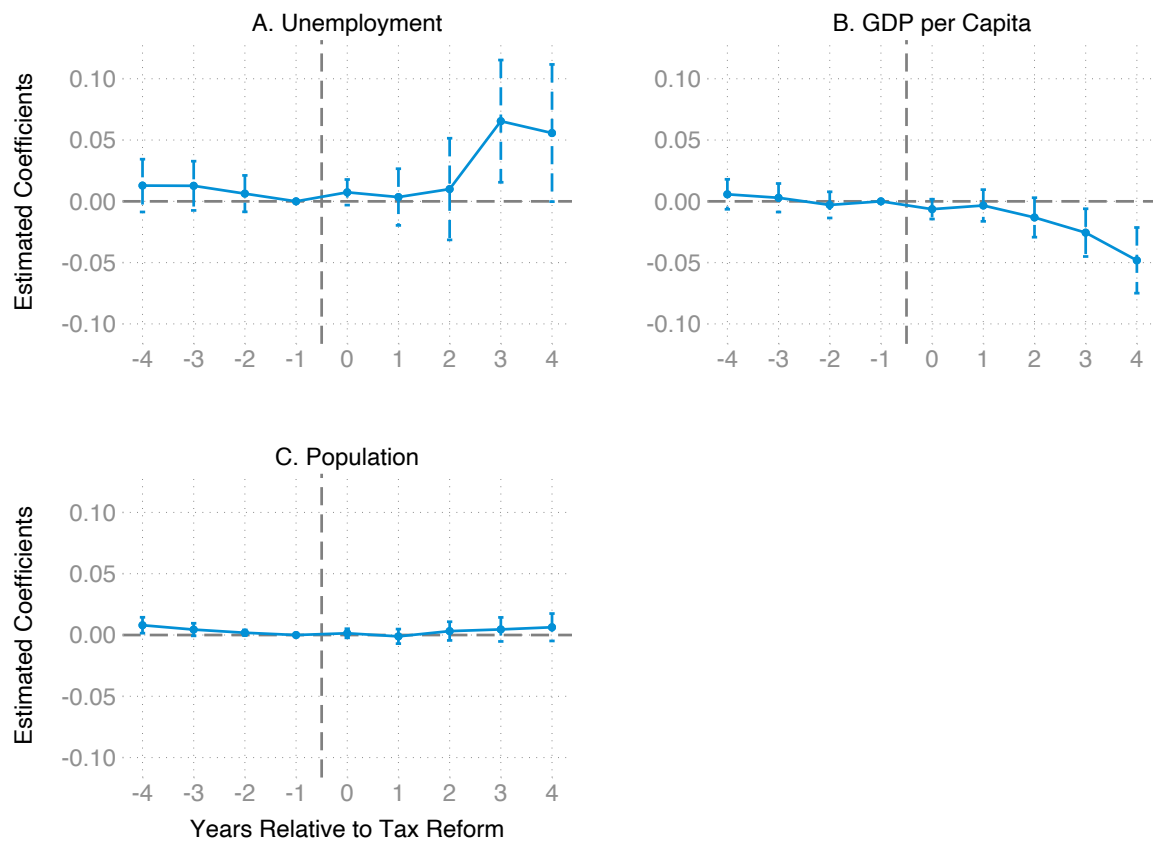 A. Unemployment
Estimated Coefficients
0.10
0.05
0.00
-0.05
-0.10
-4 -3 -2 -1 0 1 2 3 4
B. GDP per Capita
0.10
0.05
0.00
-0.05
-0.10
-4 -3 -2 -1 0 1 2 3 4
C. Population
Estimated Coefficients
0.10
0.05
0.00
-0.05
-0.10
-4 -3 -2 -1 0 1 2 3 4
Years Relative to Tax Reform